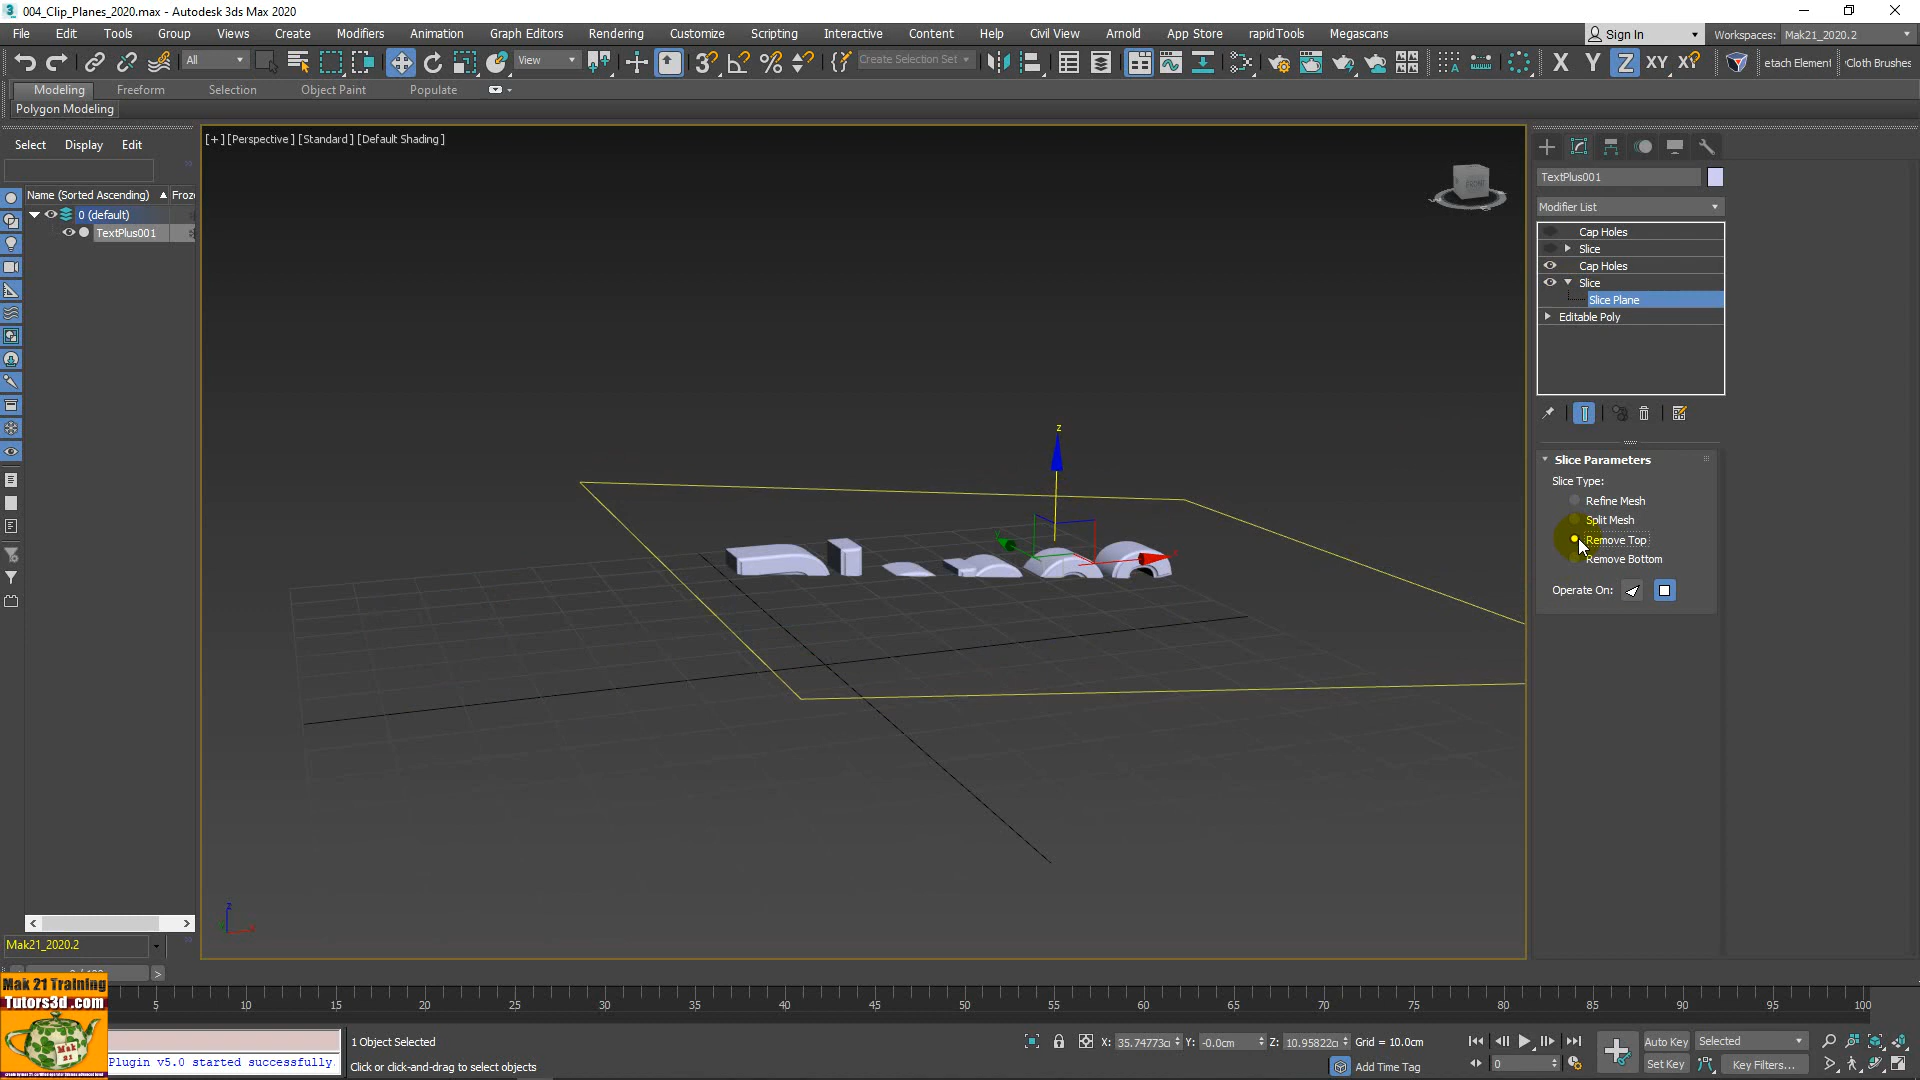 004_Clip_Planes_2020.max - Autodesk 3ds Max 2020
File Edit Tools Group Views Create Modifiers Animation Graph Editors Rendering Customize Scripting Interactive Content Help Civil View Arnold App Store rapidTools Megascans
Sign In Workspaces: Mak21_2020.2
All View Create Selection Set X Y Z XY XY etach Element Cloth Brushes
Modeling Freeform Selection Object Paint Populate
Polygon Modeling
Select Display Edit
[+] [Perspective] [Standard] [Default Shading]
FRONT
Name (Sorted Ascending) Froze
0 (default)
TextPlus001
TextPlus001
Modifier List
Cap Holes
Slice
Cap Holes
Slice
Slice Plane
Editable Poly
Slice Parameters
Slice Type:
Refine Mesh
Split Mesh
Remove Top
Remove Bottom
Operate On:
z
x
z
Mak21_2020.2
5 10 15 20 25 30 35 40 45 50 55 60 65 70 75 80 85 90 95 100
Mak 21 Training
Tutors3d .com
Mak
21
Plugin v5.0 started successfully.
1 Object Selected
Click or click-and-drag to select objects
X: 35.74773c Y: -0.0cm Z: 10.95822c Grid = 10.0cm
Add Time Tag
0
Auto Key Selected
Set Key Key Filters...